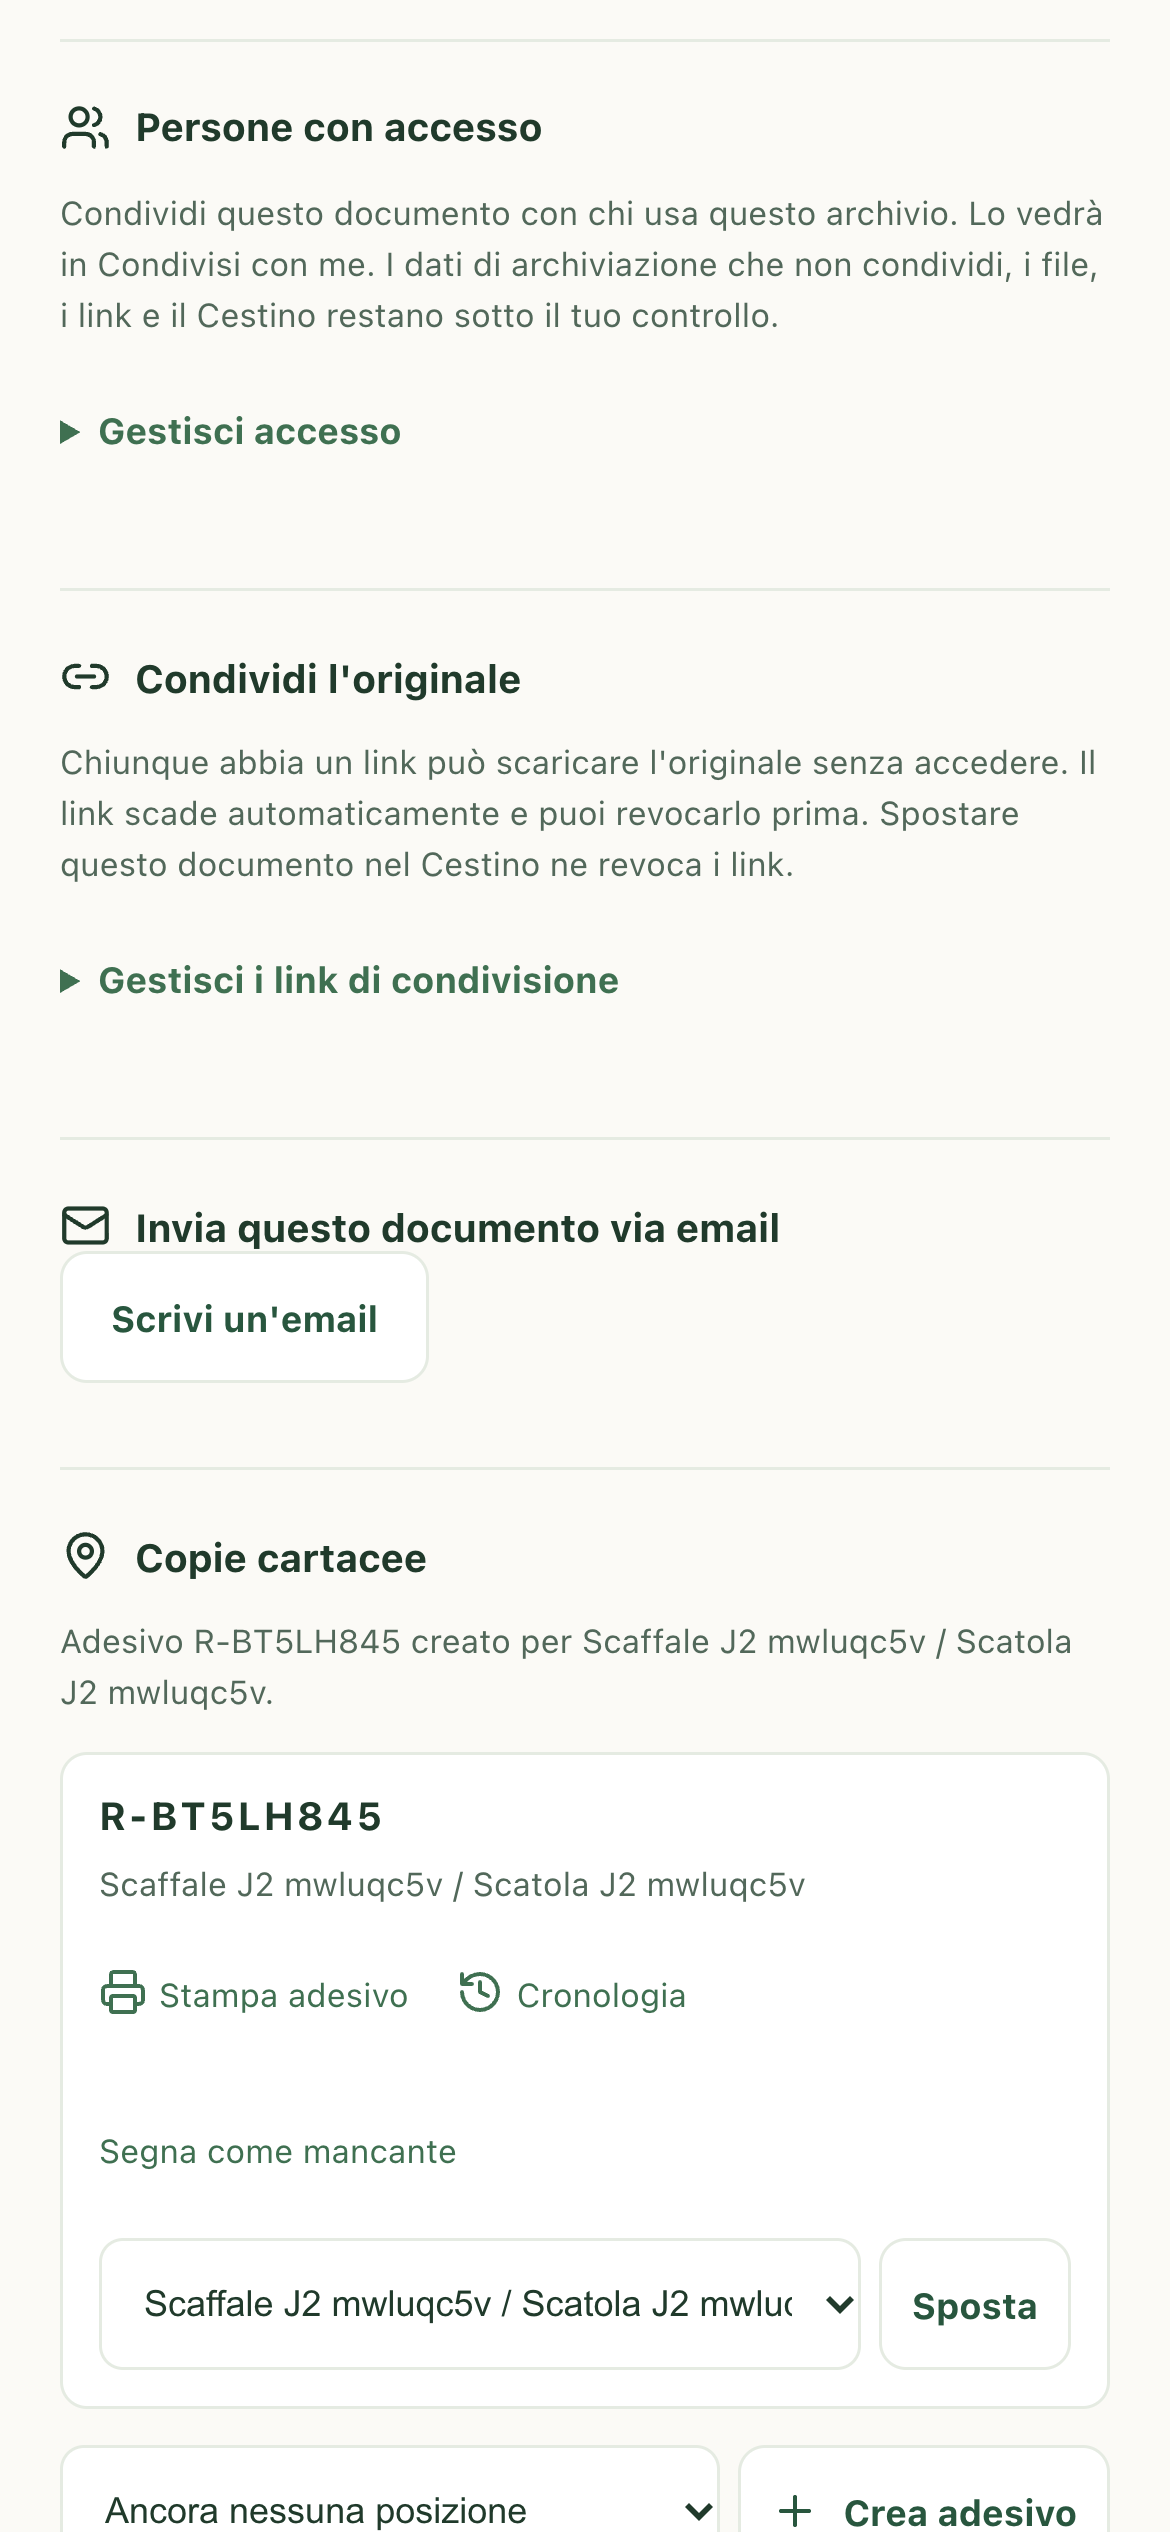 Persone con accesso
Condividi questo documento con chi usa questo archivio. Lo vedrà
in Condivisi con me. I dati di archiviazione che non condividi, i file,
i link e il Cestino restano sotto il tuo controllo.
Gestisci accesso
Condividi l'originale
Chiunque abbia un link può scaricare l'originale senza accedere. Il
link scade automaticamente e puoi revocarlo prima. Spostare
questo documento nel Cestino ne revoca i link.
Gestisci i link di condivisione
Invia questo documento via email
Scrivi un'email
Copie cartacee
Adesivo R-BT5LH845 creato per Scaffale J2 mwluqc5v / Scatola
J2 mwluqc5v.
R-BT5LH845
Scaffale J2 mwluqc5v / Scatola J2 mwluqc5v
Stampa adesivo Cronologia
Segna come mancante
Scaffale J2 mwluqc5v / Scatola J2 Sposta
Ancora nessuna posizione Crea adesivo